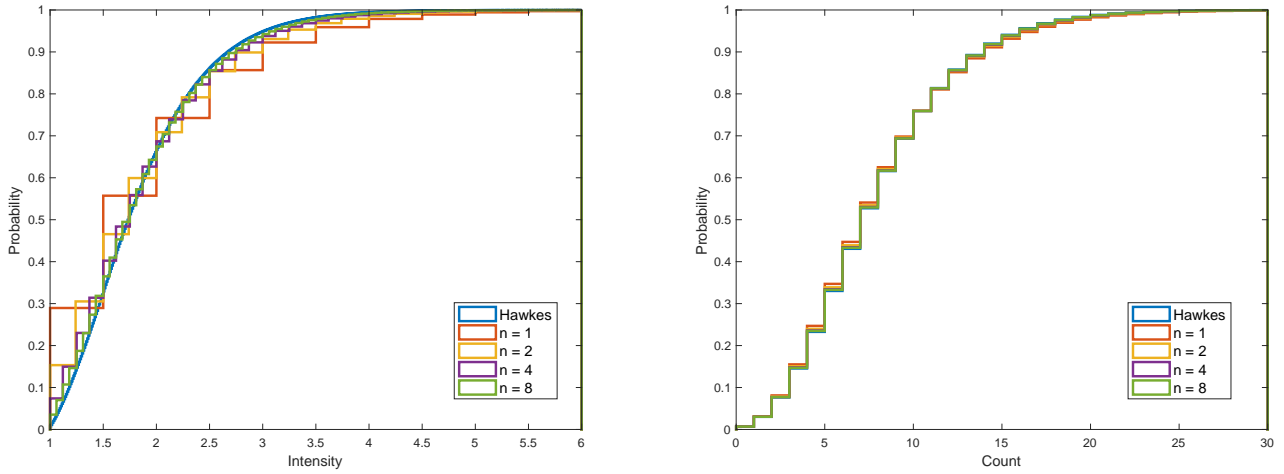 1
0.9
0.8
0.7
0.6
0.5
0.4
0.3
0.2
0.1
0
Probability
1 1.5 2 2.5 3 3.5 4 4.5 5 5.5 6
Intensity
Hawkes
n = 1
n = 2
n = 4
n = 8
1
0.9
0.8
0.7
0.6
0.5
0.4
0.3
0.2
0.1
0
Probability
0 5 10 15 20 25 30
Count
Hawkes
n = 1
n = 2
n = 4
n = 8